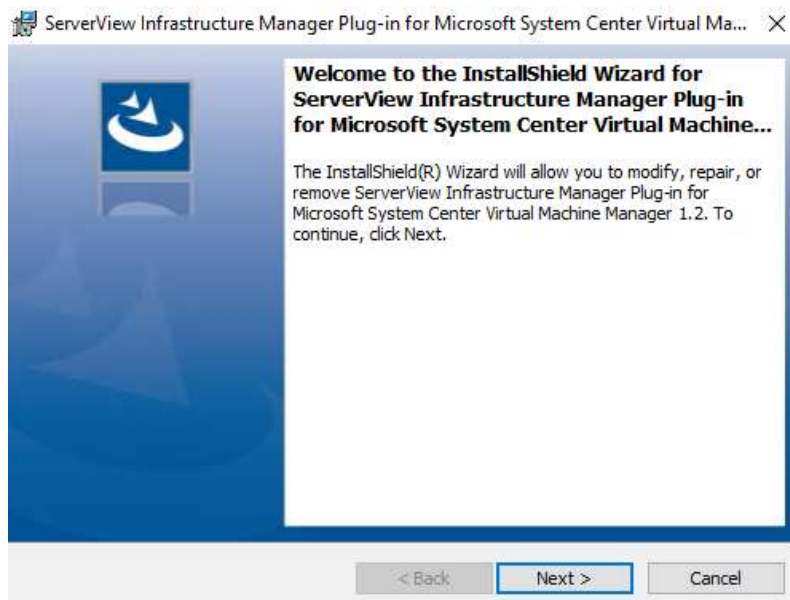 ServerView Infrastructure Manager Plug-in for Microsoft System Center Virtual Ma...
Welcome to the InstallShield Wizard for
ServerView Infrastructure Manager Plug-in
for Microsoft System Center Virtual Machine...
The InstallShield(R) Wizard will allow you to modify, repair, or
remove ServerView Infrastructure Manager Plug-in for
Microsoft System Center Virtual Machine Manager 1.2. To
continue, click Next.
< Back Next > Cancel